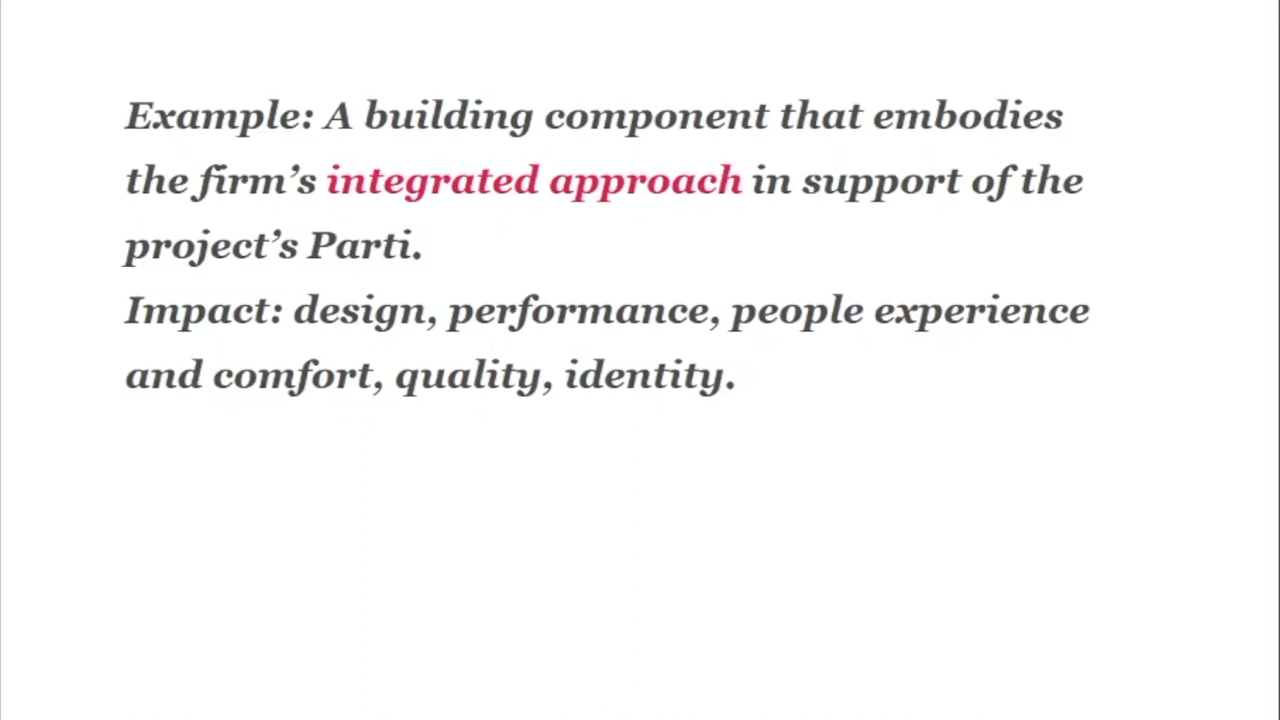 Example: A building component that embodies
the firm’s integrated approach in support of the
project’s Parti.
Impact: design, performance, people experience
and comfort, quality, identity.